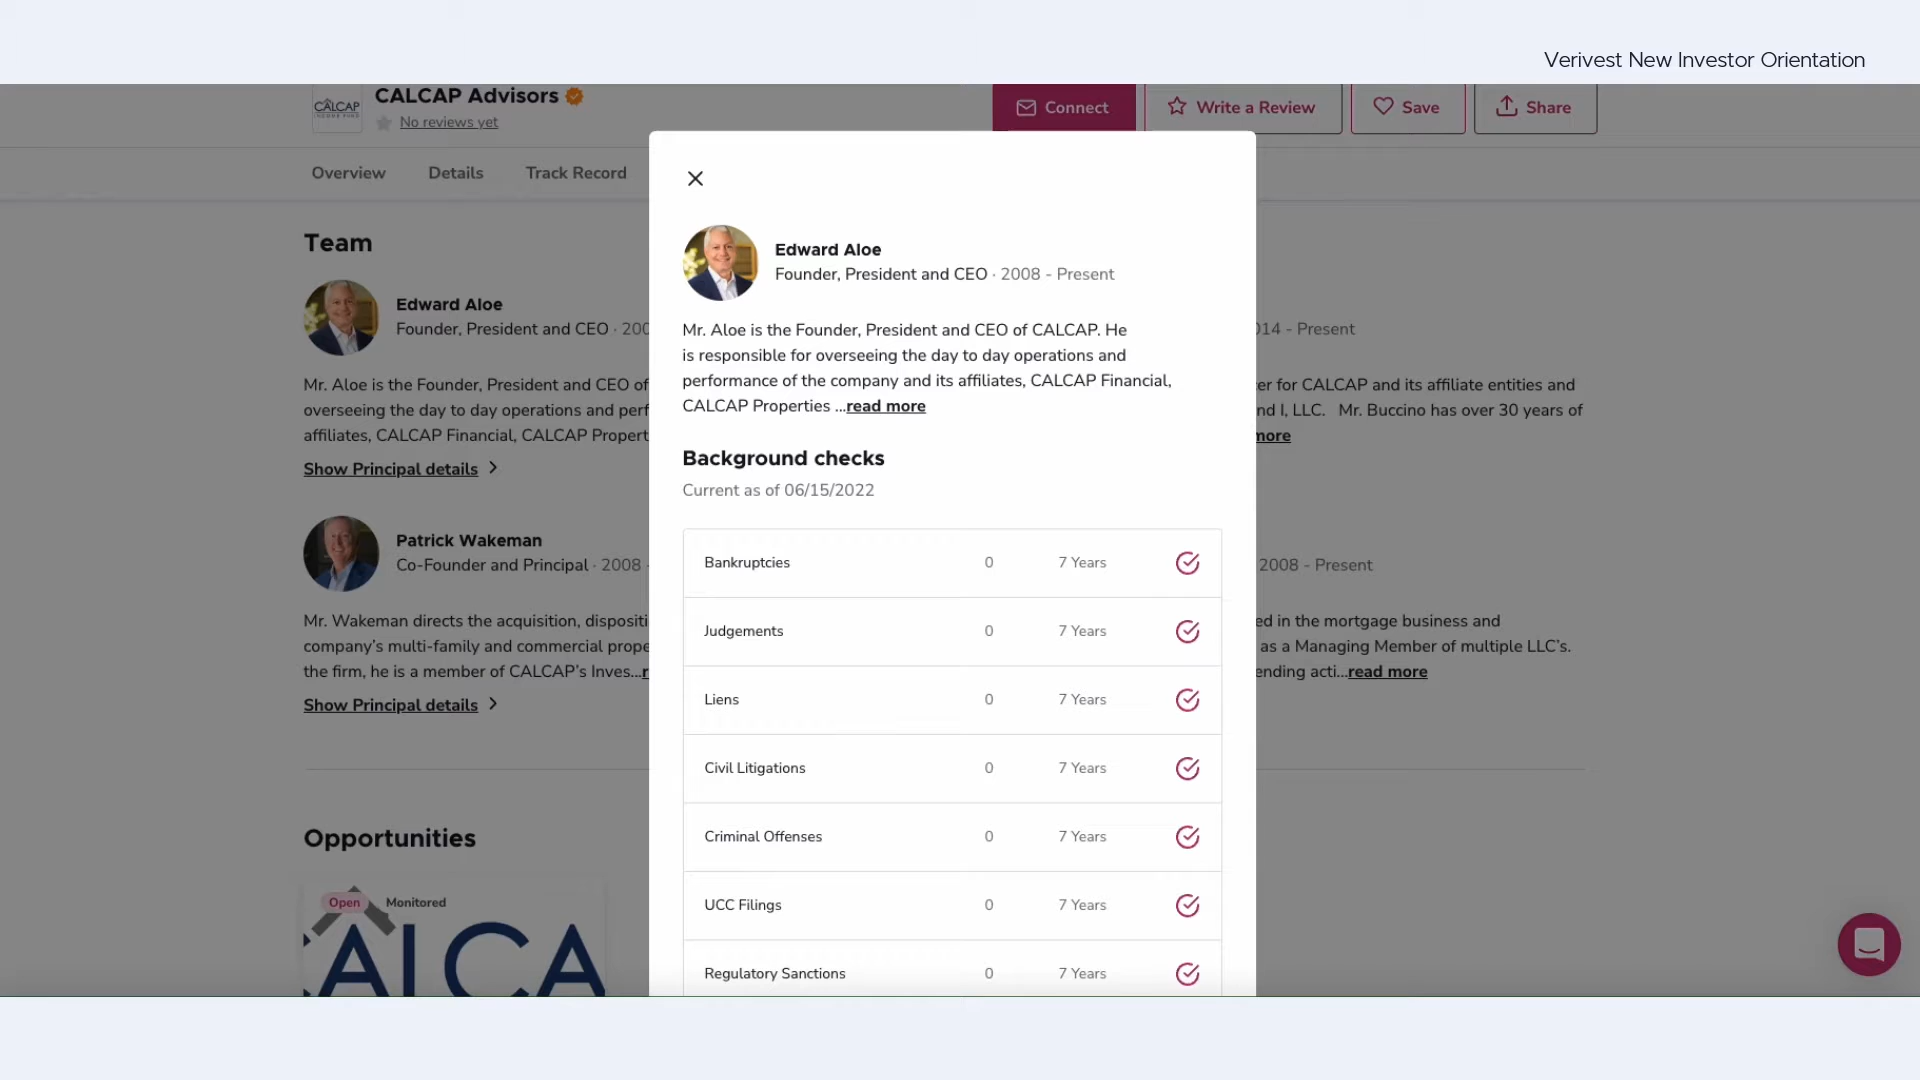 Verivest New Investor Orientation
CALCAP
INCOME FUND
CALCAP Advisors
No reviews yet
Connect
Write a Review
Save
Share
Overview
Details
Track Record
Team
Edward Aloe
Founder, President and CEO · 200
014 - Present
Mr. Aloe is the Founder, President and CEO of
overseeing the day to day operations and perf
affiliates, CALCAP Financial, CALCAP Propert
Show Principal details
er for CALCAP and its affiliate entities and
nd I, LLC. Mr. Buccino has over 30 years of
more
Patrick Wakeman
Co-Founder and Principal · 2008 -
2008 - Present
Mr. Wakeman directs the acquisition, dispositi
company's multi-family and commercial prope
the firm, he is a member of CALCAP's Inves...r
Show Principal details
ed in the mortgage business and
as a Managing Member of multiple LLC's.
ending acti...read more
Opportunities
Open
Monitored
ALCA
Edward Aloe
Founder, President and CEO · 2008 - Present
Mr. Aloe is the Founder, President and CEO of CALCAP. He
is responsible for overseeing the day to day operations and
performance of the company and its affiliates, CALCAP Financial,
CALCAP Properties ...read more
Background checks
Current as of 06/15/2022
Bankruptcies 0 7 Years
Judgements 0 7 Years
Liens 0 7 Years
Civil Litigations 0 7 Years
Criminal Offenses 0 7 Years
UCC Filings 0 7 Years
Regulatory Sanctions 0 7 Years